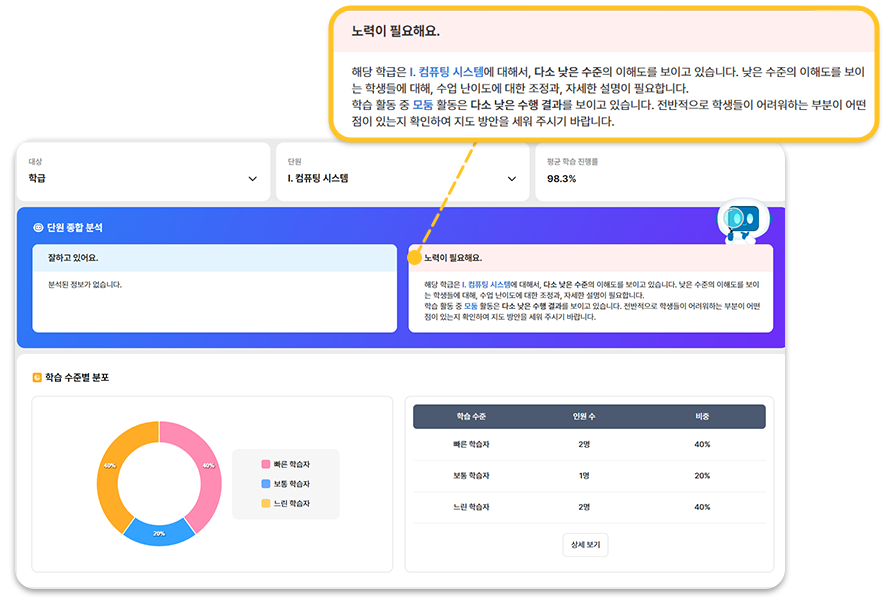 노력이 필요해요.
해당 학급은 I. 컴퓨팅 시스템에 대해서, 다소 낮은 수준의 이해도를 보이고 있습니다. 낮은 수준의 이해도를 보이
는 학생들에 대해, 수업 난이도에 대한 조정과, 자세한 설명이 필요합니다.
학습 활동 중 모둠 활동은 다소 낮은 수행 결과를 보이고 있습니다. 전반적으로 학생들이 어려워하는 부분이 어떤
점이 있는지 확인하여 지도 방안을 세워 주시기 바랍니다.
대상
학급
단원
I. 컴퓨팅 시스템
평균 학습 진행률
98.3%
단원 종합 분석
잘하고 있어요.
분석된 정보가 없습니다.
노력이 필요해요.
해당 학급은 I. 컴퓨팅 시스템에 대해서, 다소 낮은 수준의 이해도를 보이고 있습니다. 낮은 수준의 이해도를 보이
는 학생들에 대해, 수업 난이도에 대한 조정과, 자세한 설명이 필요합니다.
학습 활동 중 모둠 활동은 다소 낮은 수행 결과를 보이고 있습니다. 전반적으로 학생들이 어려워하는 부분이 어떤
점이 있는지 확인하여 지도 방안을 세워 주시기 바랍니다.
학습 수준별 분포
40%
40%
20%
빠른 학습자
보통 학습자
느린 학습자
학습 수준 인원 수 비중
빠른 학습자 2명 40%
보통 학습자 1명 20%
느린 학습자 2명 40%
상세 보기